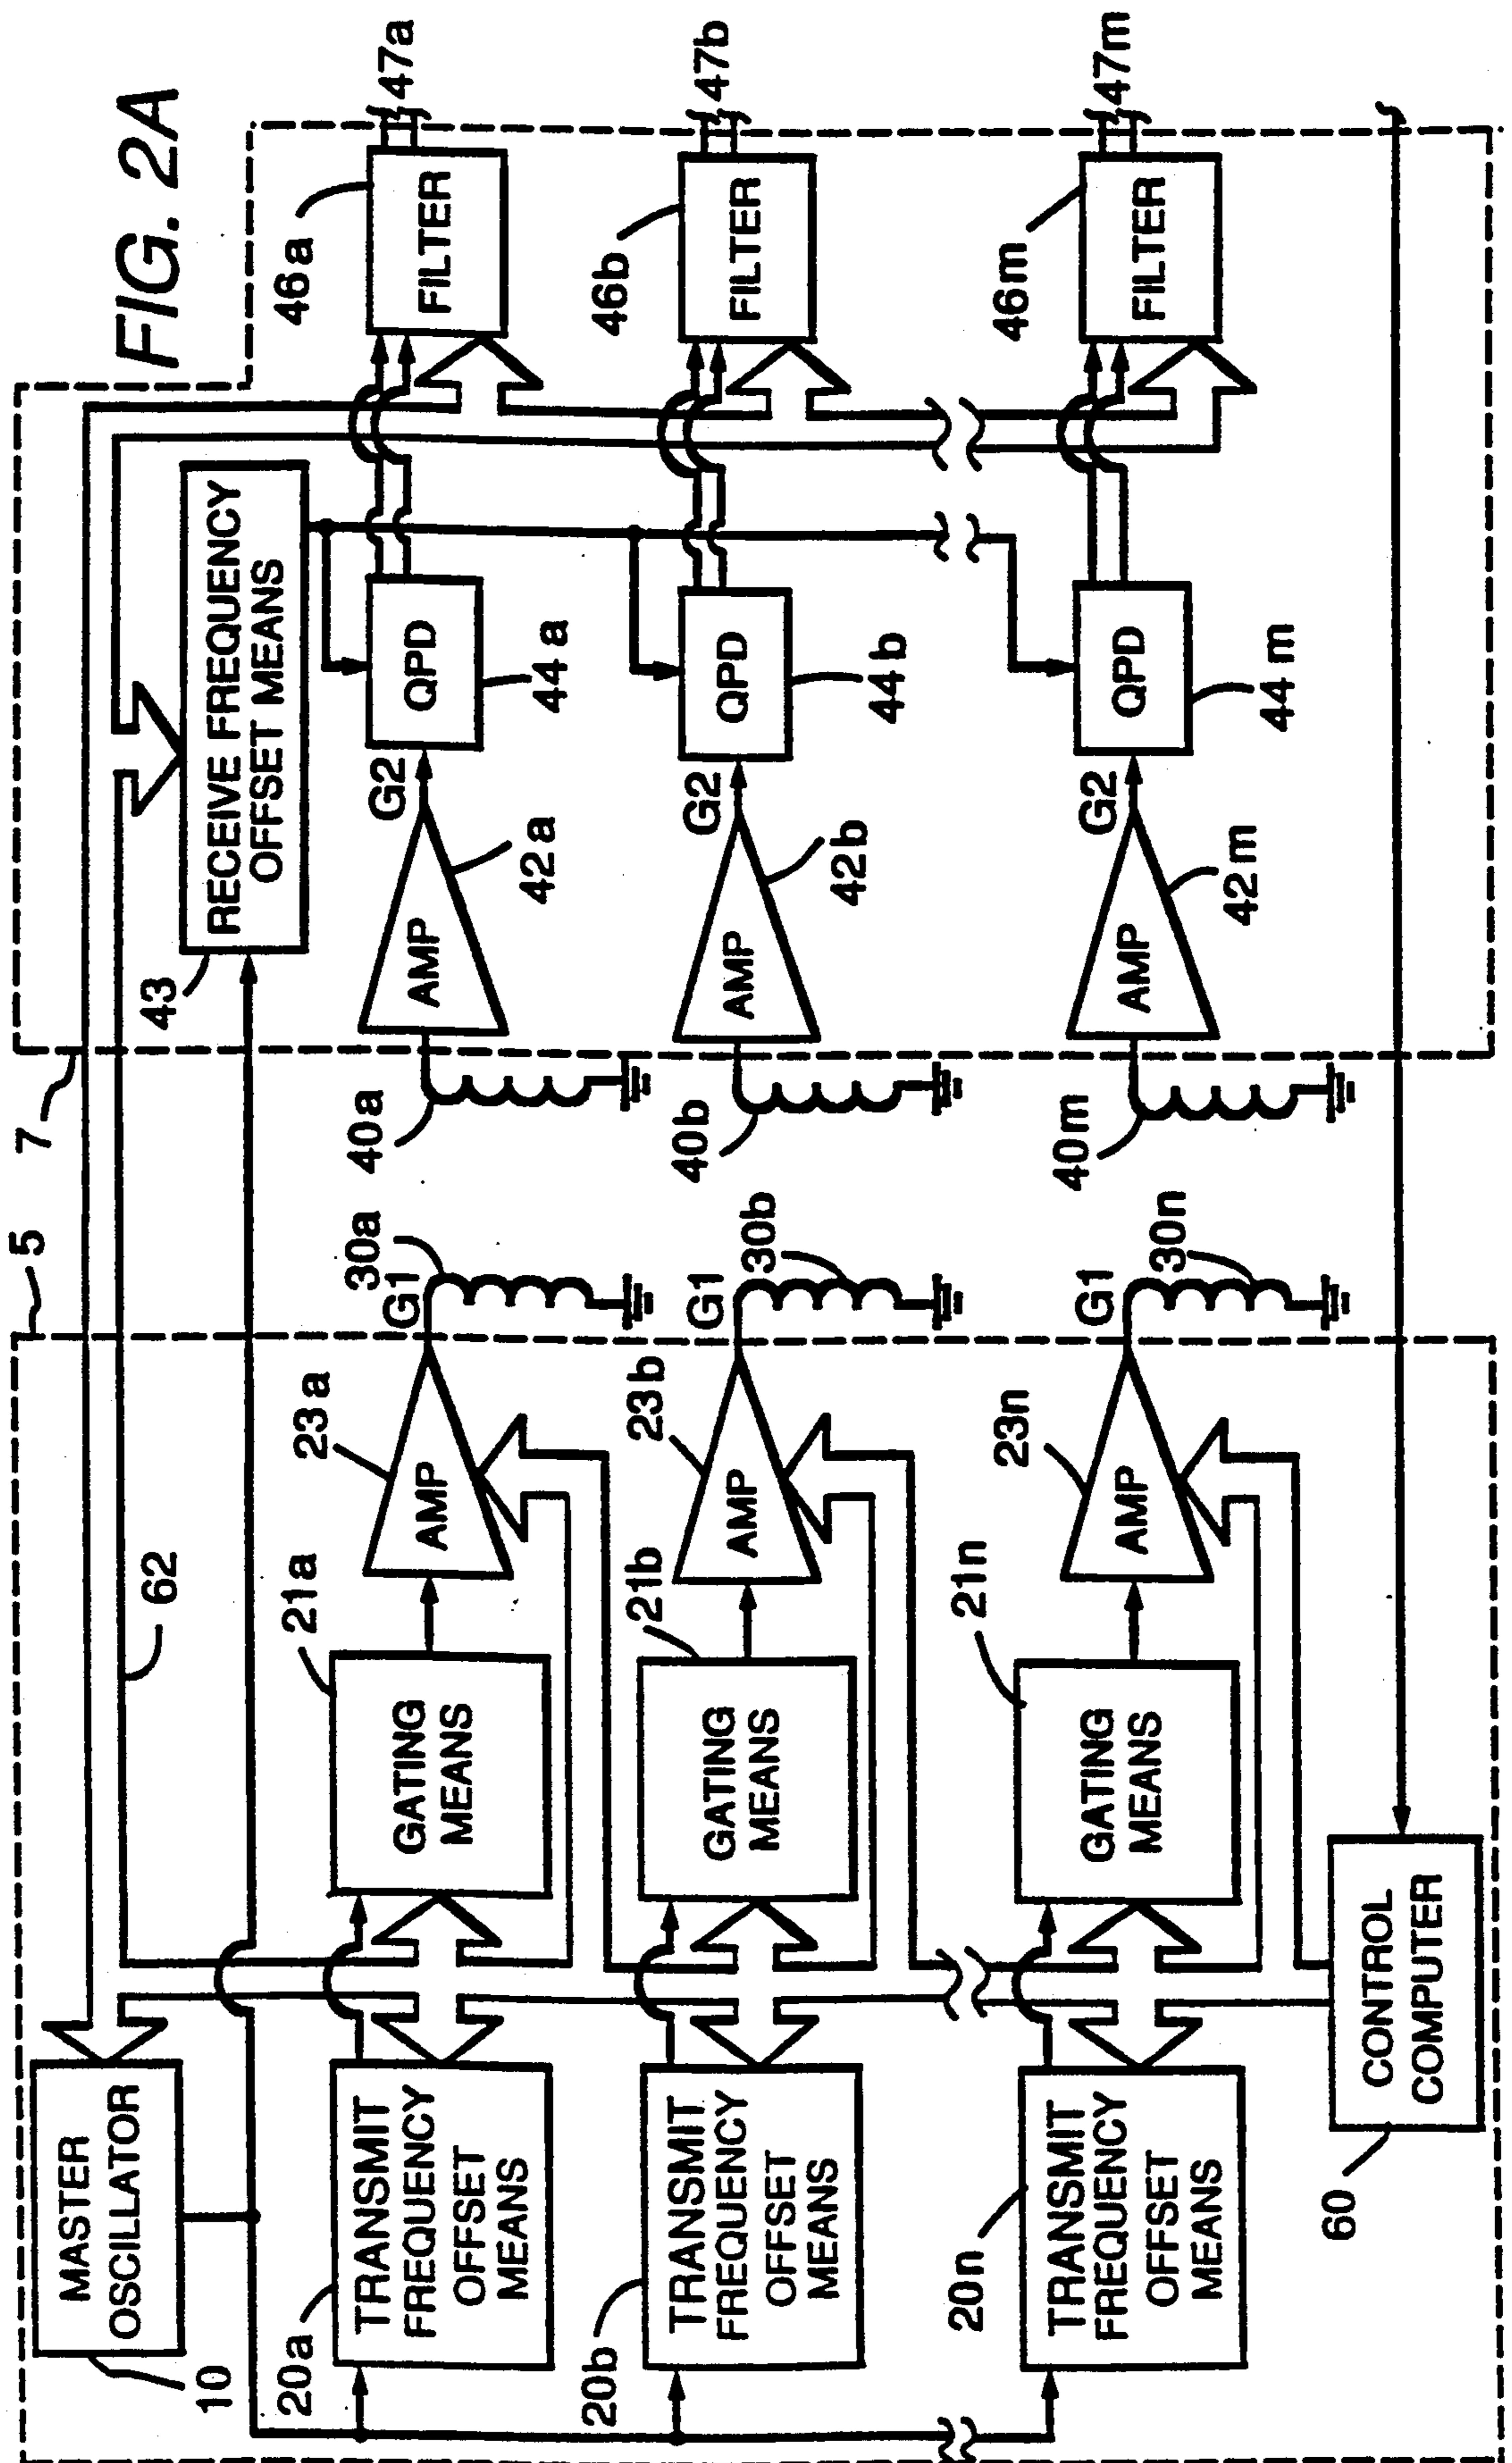 FIG. 2A
5
7
62
MASTER
OSCILLATOR
10
43
RECEIVE FREQUENCY
OFFSET MEANS
20a
TRANSMIT
FREQUENCY
OFFSET
MEANS
21a
GATING
MEANS
23a
AMP
G1
30a
40a
AMP
42a
G2
QPD
44a
46a
FILTER
47a
20b
TRANSMIT
FREQUENCY
OFFSET
MEANS
21b
GATING
MEANS
23b
AMP
G1
30b
40b
AMP
42b
G2
QPD
44b
46b
FILTER
47b
20n
TRANSMIT
FREQUENCY
OFFSET
MEANS
21n
GATING
MEANS
23n
AMP
G1
30n
40m
AMP
42m
G2
QPD
44m
46m
FILTER
47m
60
CONTROL
COMPUTER